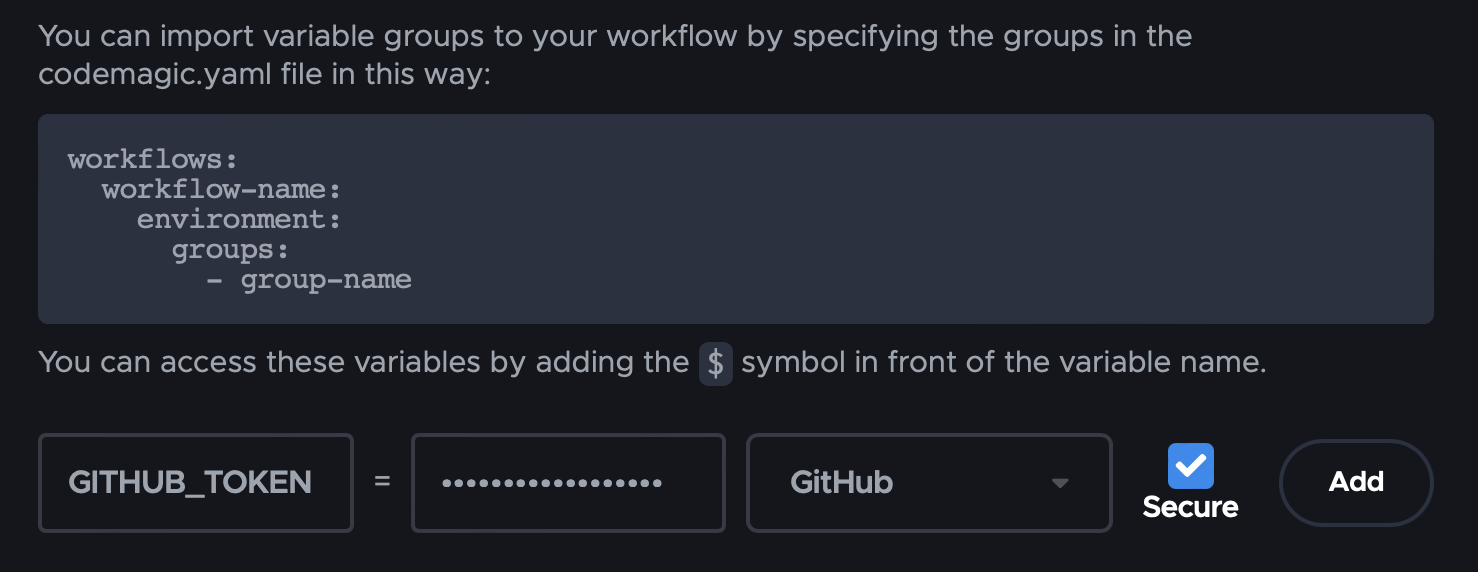 You can import variable groups to your workflow by specifying the groups in the
codemagic.yaml file in this way:
workflows:
  workflow-name:
    environment:
      groups:
        - group-name
You can access these variables by adding the $ symbol in front of the variable name.
GITHUB_TOKEN = •••••••••••••••••• GitHub Secure Add